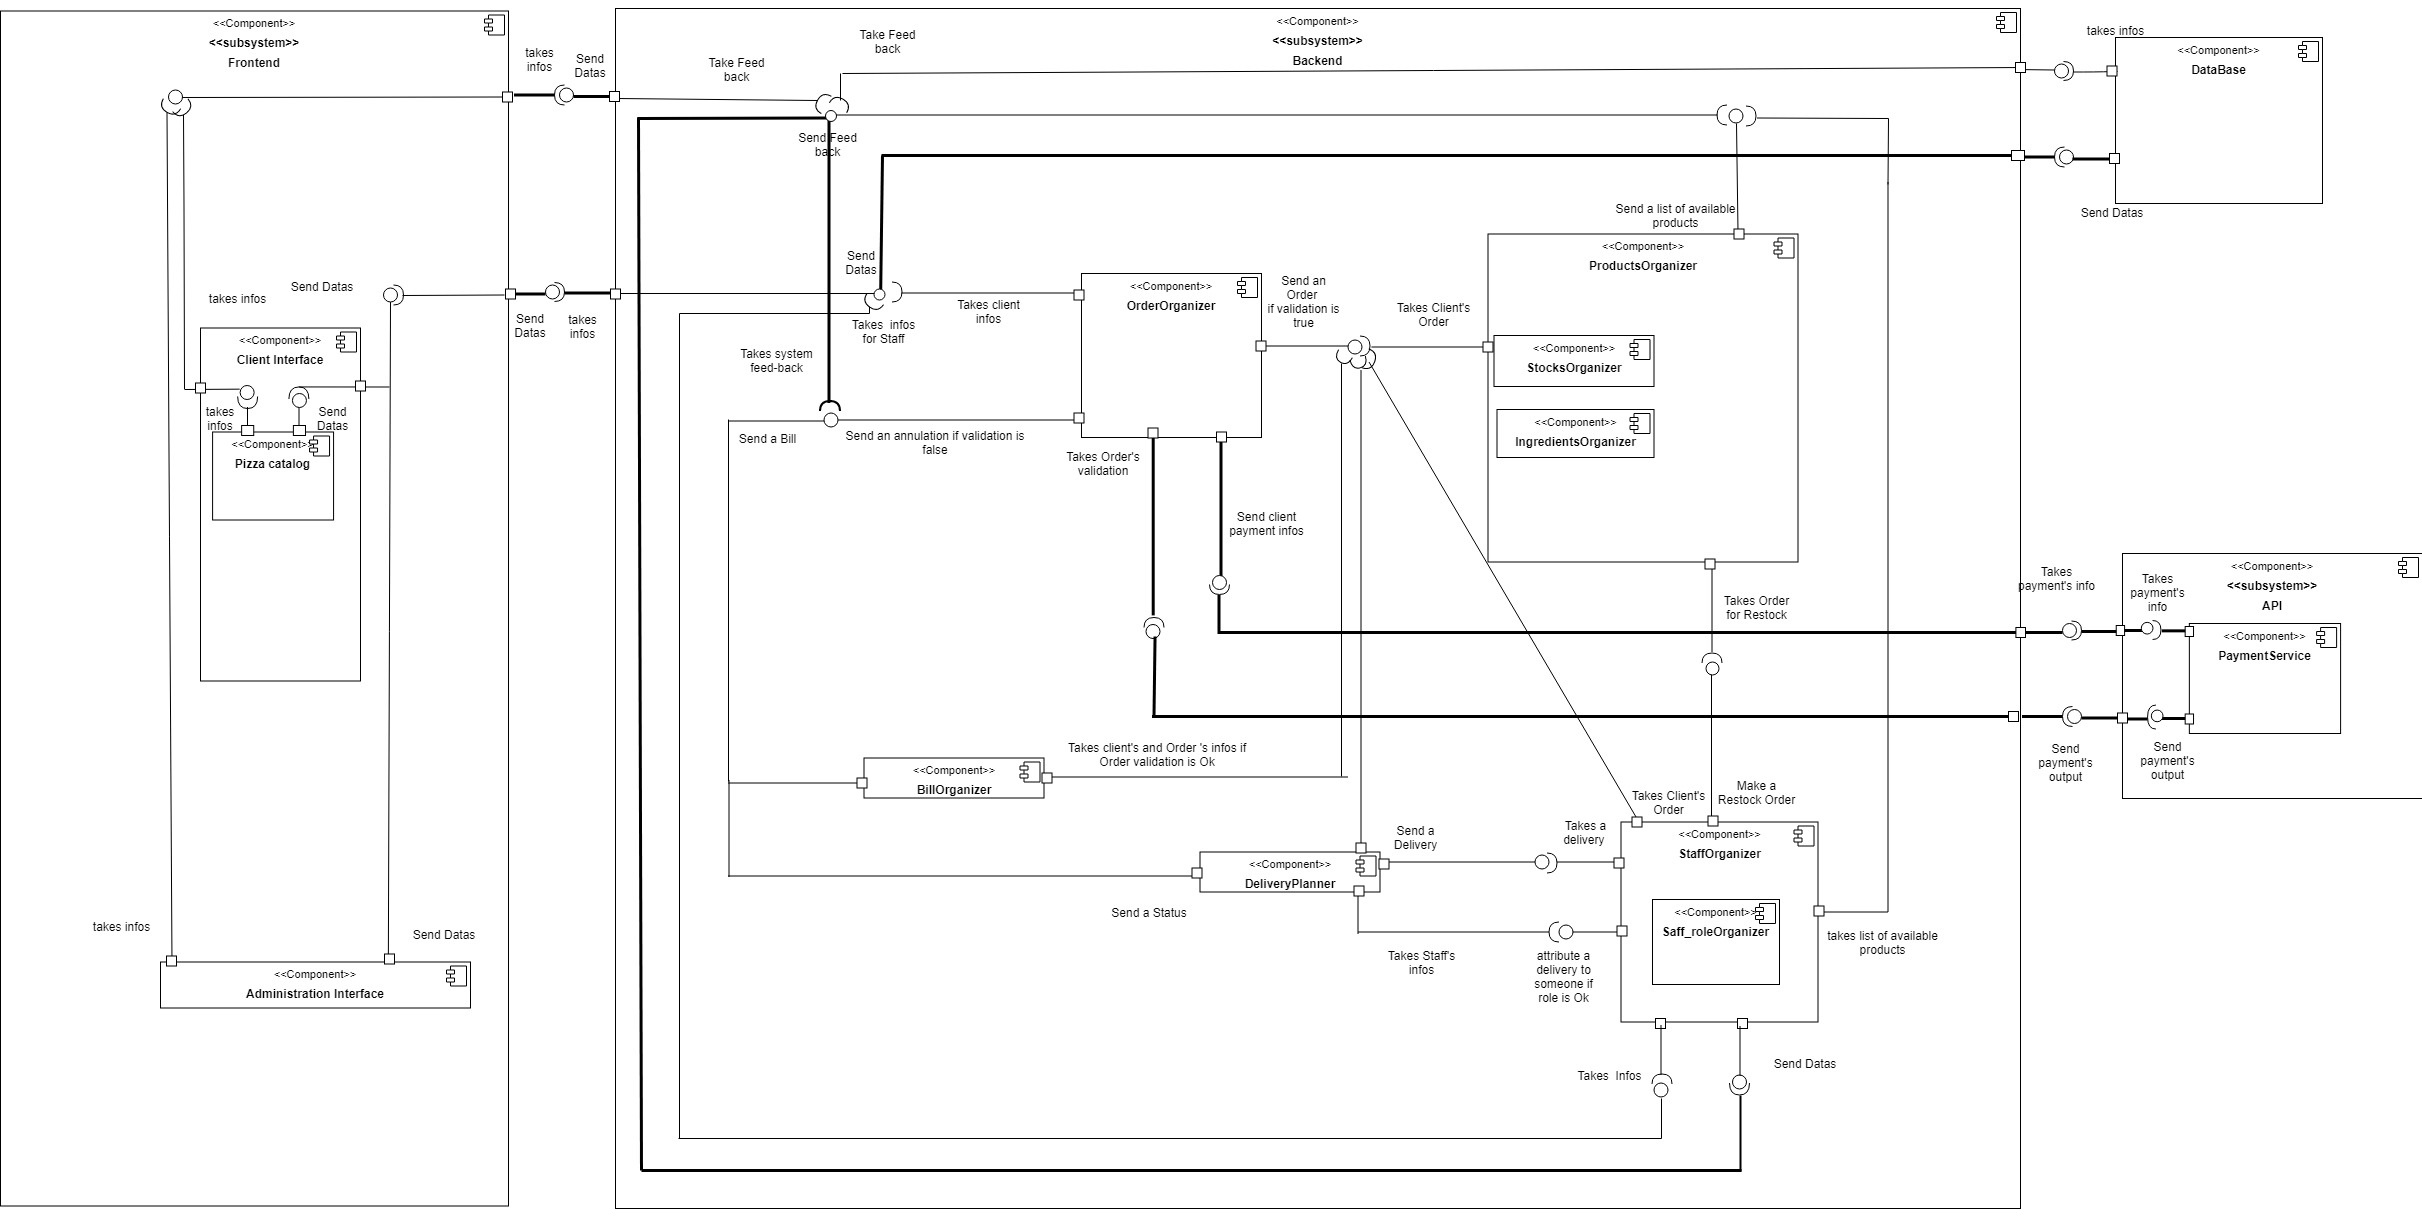 <<Component>>
<<subsystem>>
Frontend
takes
infos
Send
Datas
<<Component>>
<<subsystem>>
Backend
Take Feed
back
Take Feed
back
Send Feed
back
takes infos
<<Component>>
DataBase
Send Datas
Send a list of available
products
<<Component>>
ProductsOrganizer
<<Component>>
StocksOrganizer
<<Component>>
IngredientsOrganizer
Send
Datas
Takes  infos
for Staff
Takes client
infos
<<Component>>
OrderOrganizer
Send an
Order
if validation is
true
Takes Client's
Order
takes infos
Send Datas
Send
Datas
takes
infos
<<Component>>
Client Interface
takes
infos
Send
Datas
<<Component>>
Pizza catalog
Takes system
feed-back
Send a Bill
Send an annulation if validation is
false
Takes Order's
validation
Send client
payment infos
Takes Order
for Restock
Takes
payment's info
<<Component>>
<<subsystem>>
API
Takes
payment's
info
<<Component>>
PaymentService
Send
payment's
output
Send
payment's
output
Takes client's and Order 's infos if
Order validation is Ok
<<Component>>
BillOrganizer
Send a
Delivery
Takes a
delivery
Takes Client's
Order
Make a
Restock Order
<<Component>>
DeliveryPlanner
<<Component>>
StaffOrganizer
<<Component>>
Saff_roleOrganizer
Send a Status
Takes Staff's
infos
attribute a
delivery to
someone if
role is Ok
takes list of available
products
takes infos
Send Datas
<<Component>>
Administration Interface
Takes  Infos
Send Datas